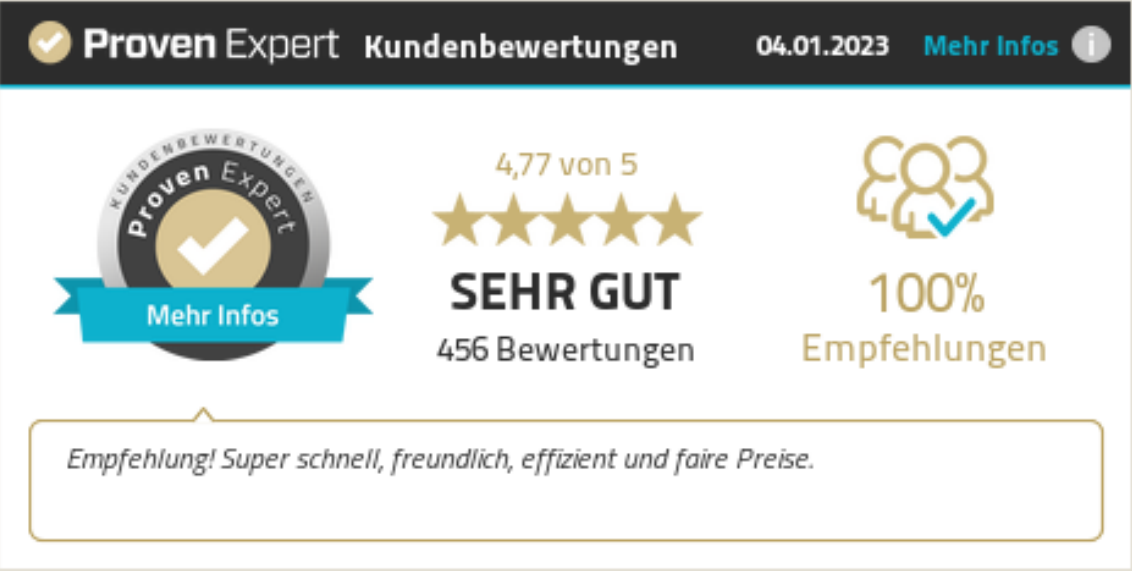 Proven Expert Kundenbewertungen 04.01.2023 Mehr Infos i
KUNDENBEWERTUNGEN
Proven Expert
Mehr Infos
4,77 von 5
SEHR GUT
456 Bewertungen
100%
Empfehlungen
Empfehlung! Super schnell, freundlich, effizient und faire Preise.